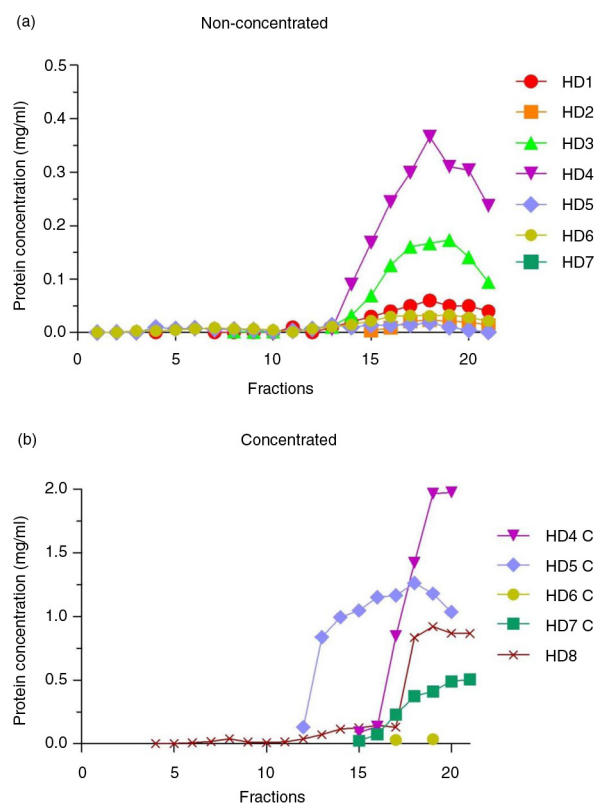 (a)
Non-concentrated
Protein concentration (mg/ml)
0.5
0.4
0.3
0.2
0.1
0.0
0 5 10 15 20
Fractions
HD1
HD2
HD3
HD4
HD5
HD6
HD7
(b)
Concentrated
Protein concentration (mg/ml)
2.0
1.5
1.0
0.5
0.0
0 5 10 15 20
Fractions
HD4 C
HD5 C
HD6 C
HD7 C
HD8